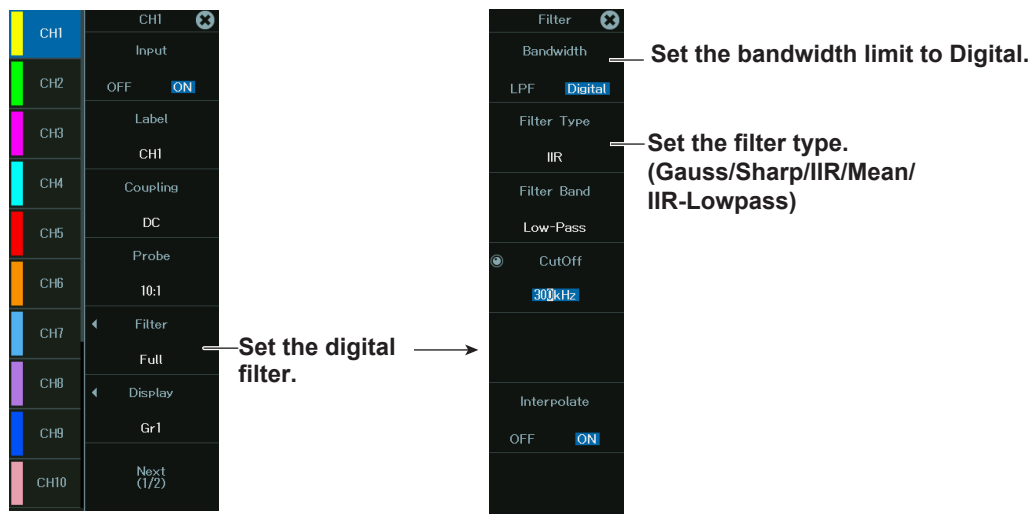 CH1
CH2
CH3
CH4
CH5
CH6
CH7
CH8
CH9
CH10
CH1
Input
OFF ON
Label
CH1
Coupling
DC
Probe
10:1
Filter
Full
Display
Gr1
Next
(1/2)
Set the digital
filter.
Filter
Bandwidth
LPF Digital
Filter Type
IIR
Filter Band
Low-Pass
CutOff
300kHz
Interpolate
OFF ON
Set the bandwidth limit to Digital.
Set the filter type.
(Gauss/Sharp/IIR/Mean/
IIR-Lowpass)